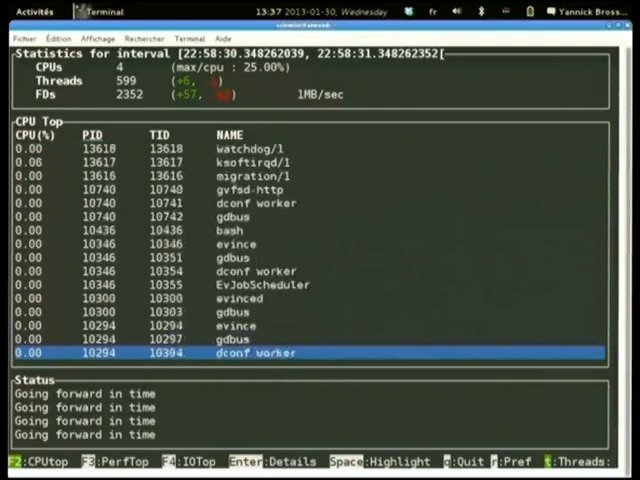 Activités Terminal 13:37 2013-01-30, Wednesday fr Yannick Bross...
Fichier Édition Affichage Rechercher Terminal Aide
Statistics for interval [22:58:30.348262039, 22:58:31.348262352[
CPUs 4 (max/cpu : 25.00%)
Threads 599 (+6, )
FDs 2352 (+57, ) 1MB/sec
CPU Top
CPU(%) PID TID NAME
0.00 13618 13618 watchdog/1
0.06 13617 13617 ksoftirqd/1
0.00 13616 13616 migration/1
0.00 10740 10740 gvfsd-http
0.00 10740 10741 dconf worker
0.00 10740 10742 gdbus
0.00 10436 10436 bash
0.00 10346 10346 evince
0.00 10346 10351 gdbus
0.00 10346 10354 dconf worker
0.00 10346 10355 EvJobScheduler
0.00 10300 10300 evinced
0.00 10300 10303 gdbus
0.00 10294 10294 evince
0.00 10294 10297 gdbus
0.00 10294 10304 dconf worker
Status
Going forward in time
Going forward in time
Going forward in time
Going forward in time
F2:CPUtop F3:PerfTop F4:IOTop Enter:Details Space:Highlight q:Quit r:Pref t:Threads: